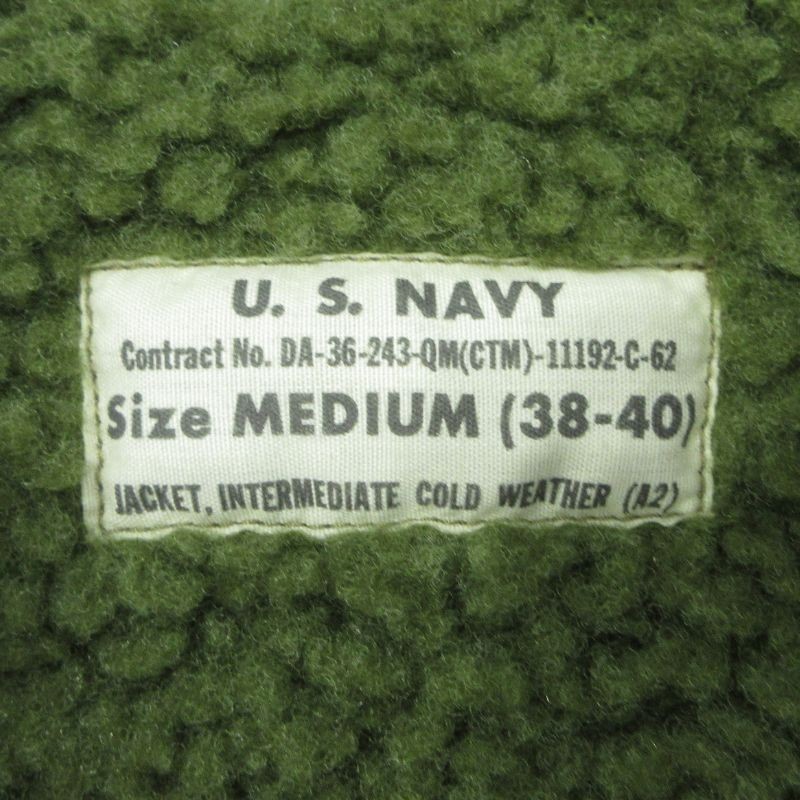 U. S. NAVY
Contract No. DA-36-243-QM(CTM)-11192-C-62
Size MEDIUM (38-40)
JACKET, INTERMEDIATE COLD WEATHER (A2)